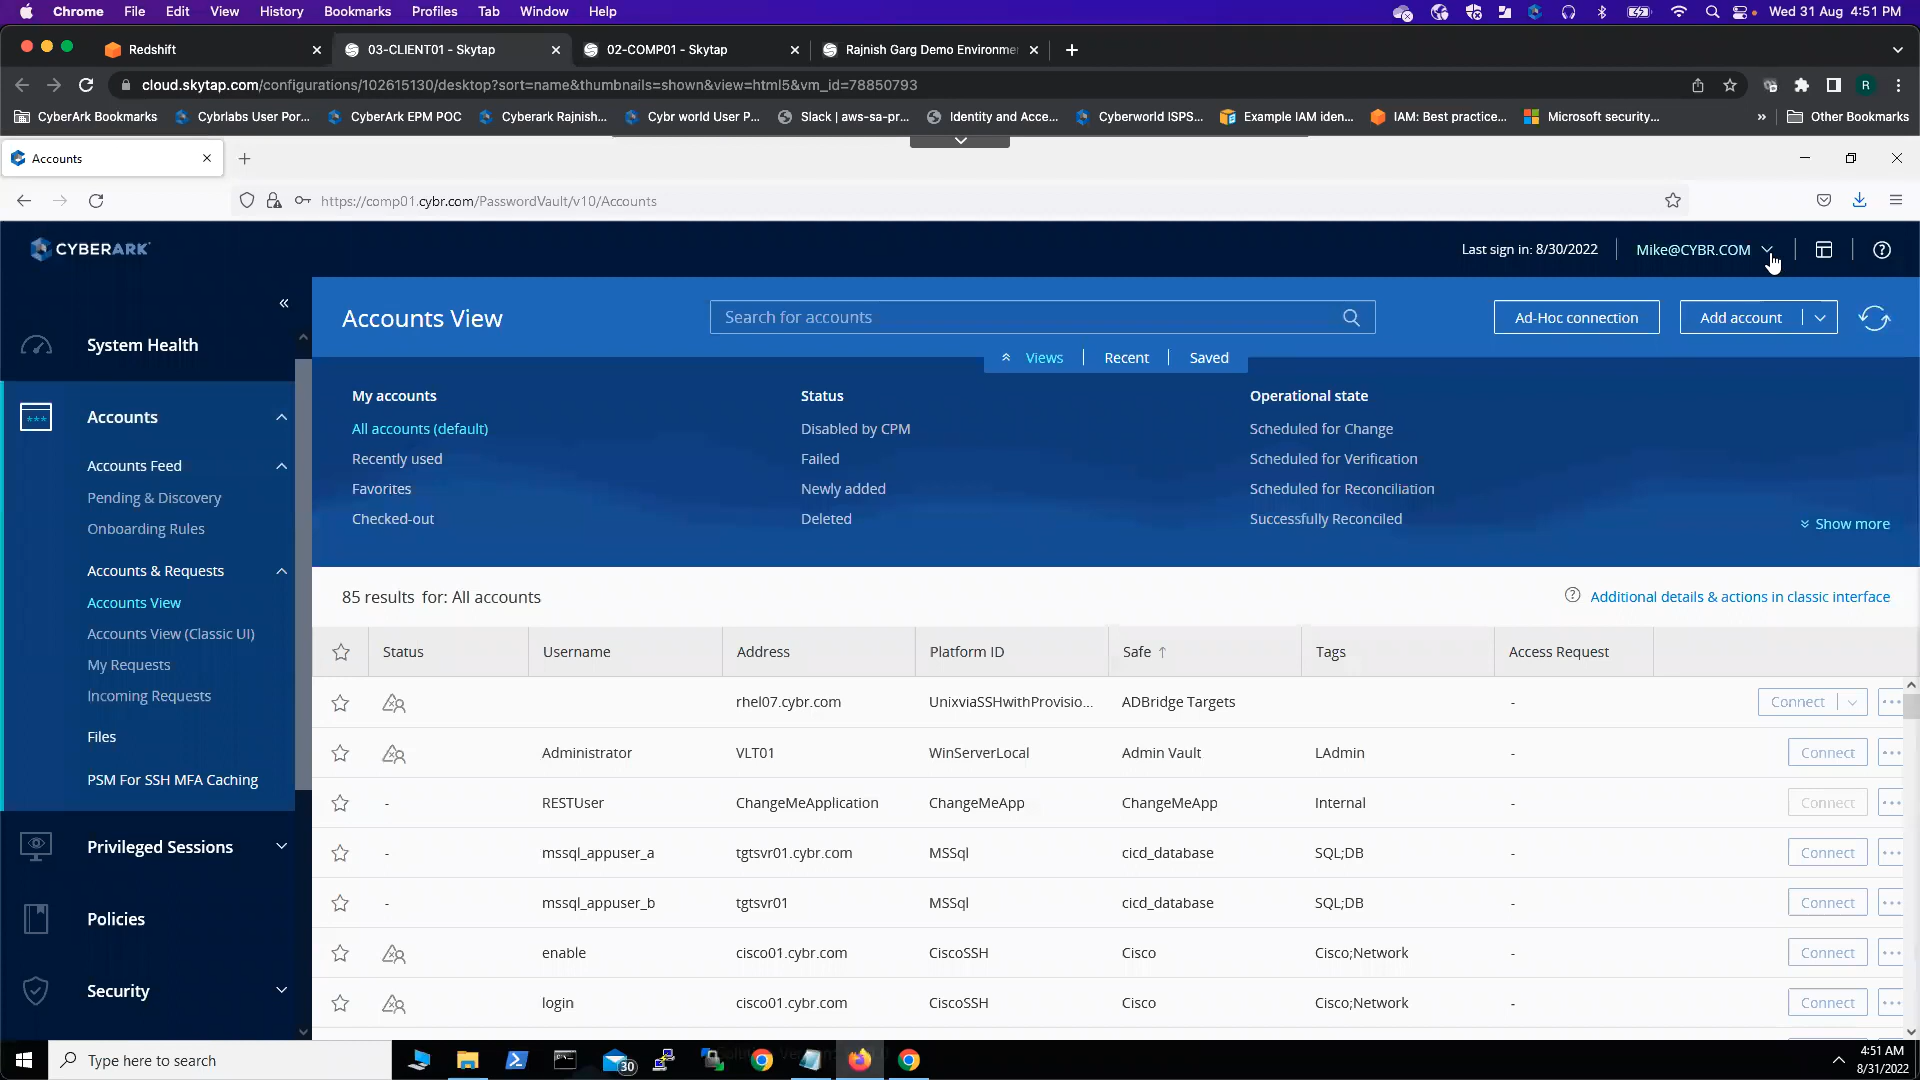 Chrome File Edit View History Bookmarks Profiles Tab Window Help Wed 31 Aug 4:51 PM
Redshift 03-CLIENT01 - Skytap 02-COMP01 - Skytap Rajnish Garg Demo Environme
cloud.skytap.com/configurations/102615130/desktop?sort=name&thumbnails=shown&view=html5&vm_id=78850793 R
CyberArk Bookmarks Cybrlabs User Por... CyberArk EPM POC Cyberark Rajnish... Cybr world User P... Slack | aws-sa-pr... Identity and Acce... Cyberworld ISPS... Example IAM iden... IAM: Best practice... Microsoft security... » Other Bookmarks
Accounts
https://comp01.cybr.com/PasswordVault/v10/Accounts
CYBERARK Last sign in: 8/30/2022 Mike@CYBR.COM
Accounts View Search for accounts Ad-Hoc connection Add account
System Health
Views Recent Saved
My accounts Status Operational state
Accounts
All accounts (default) Disabled by CPM Scheduled for Change
Recently used Failed Scheduled for Verification
Accounts Feed
Favorites Newly added Scheduled for Reconciliation
Pending & Discovery
Checked-out Deleted Successfully Reconciled Show more
Onboarding Rules
Accounts & Requests
85 results for: All accounts Additional details & actions in classic interface
Accounts View
Accounts View (Classic UI)
My Requests
Incoming Requests
Files
PSM For SSH MFA Caching
Privileged Sessions
Policies
Security
Status Username Address Platform ID Safe ↑ Tags Access Request
rhel07.cybr.com UnixviaSSHwithProvisio... ADBridge Targets - Connect ...
Administrator VLT01 WinServerLocal Admin Vault LAdmin - Connect ...
- RESTUser ChangeMeApplication ChangeMeApp ChangeMeApp Internal - Connect ...
- mssql_appuser_a tgtsvr01.cybr.com MSSql cicd_database SQL;DB - Connect ...
- mssql_appuser_b tgtsvr01 MSSql cicd_database SQL;DB - Connect ...
enable cisco01.cybr.com CiscoSSH Cisco Cisco;Network - Connect ...
login cisco01.cybr.com CiscoSSH Cisco Cisco;Network - Connect ...
Type here to search 30 4:51 AM
8/31/2022